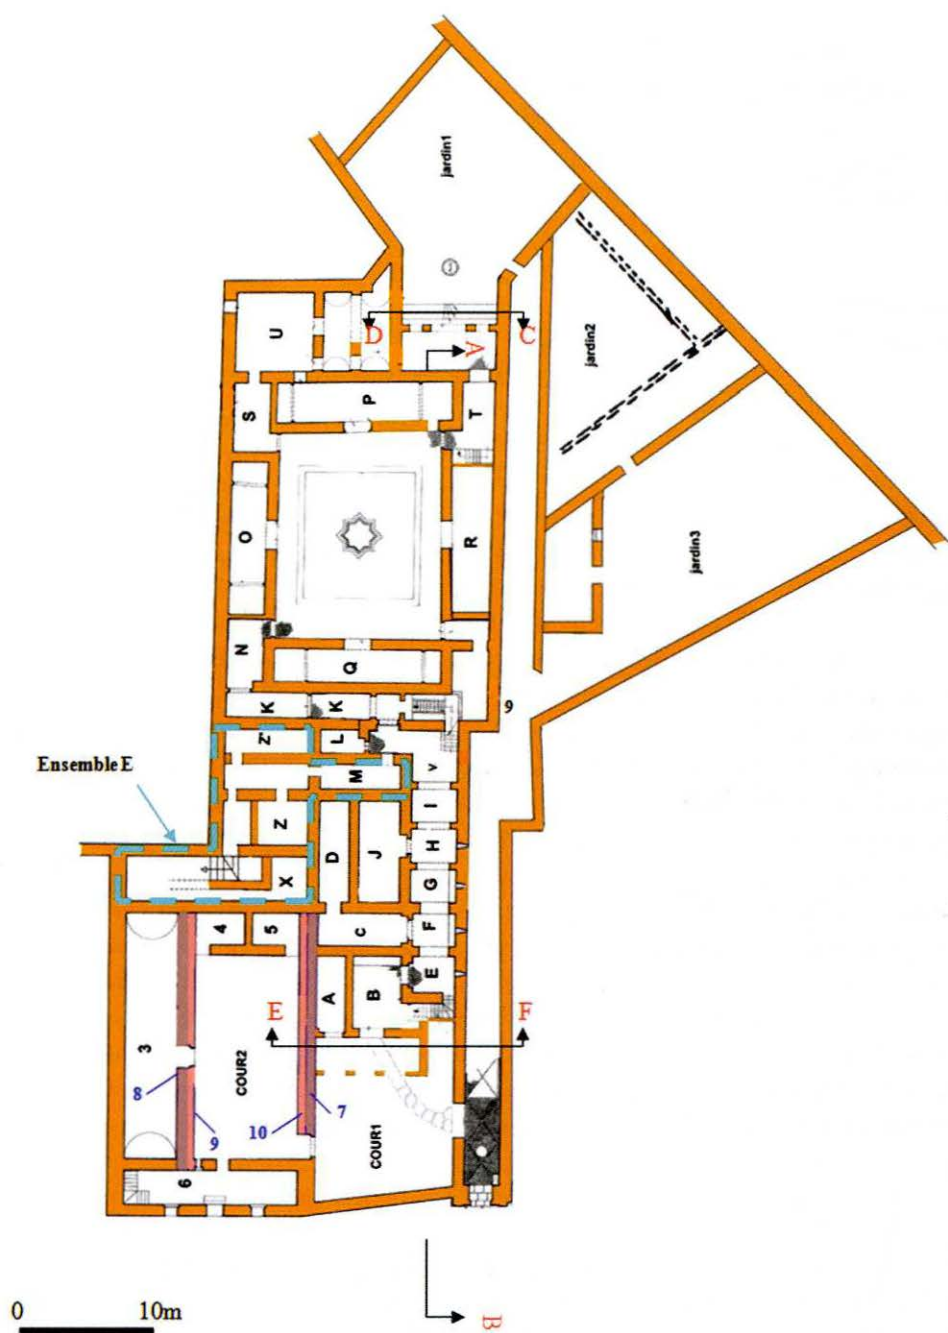 jardin1
jardin2
jardin3
D
C
A
U
S
P
T
O
R
N
Q
K
K
9
Ensemble E
Z'
L
M
v
I
Z
D
J
H
X
G
4
5
c
F
E
A
B
E
F
3
COUR2
8
9
10
7
COUR1
6
0
10m
B